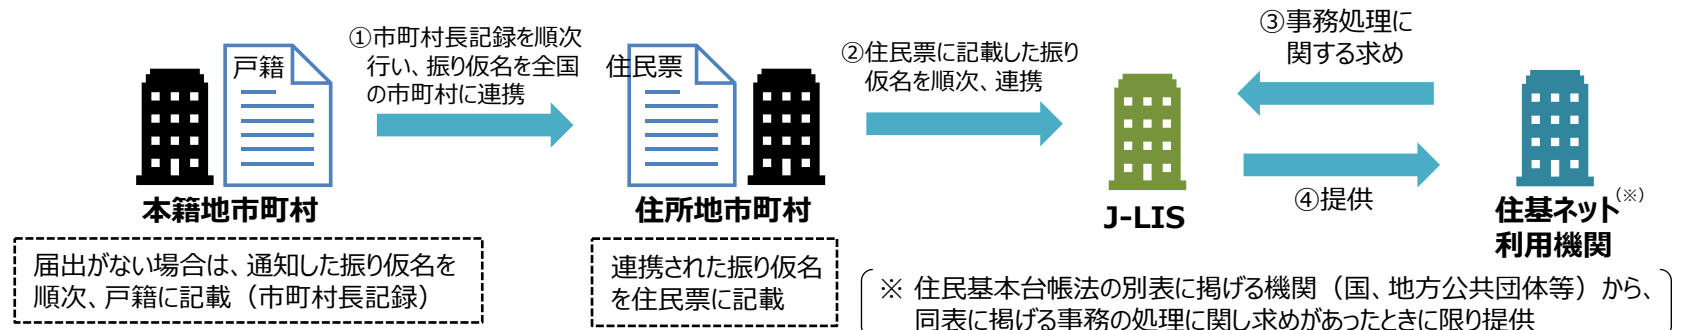 戸籍
①市町村長記録を順次
行い、振り仮名を全国
の市町村に連携
本籍地市町村
届出がない場合は、通知した振り仮名を
順次、戸籍に記載（市町村長記録）
住民票
住所地市町村
連携された振り仮名
を住民票に記載
②住民票に記載した振り
仮名を順次、連携
J-LIS
③事務処理に
関する求め
④提供
住基ネット（※）
利用機関
※ 住民基本台帳法の別表に掲げる機関（国、地方公共団体等）から、
同表に掲げる事務の処理に関し求めがあったときに限り提供